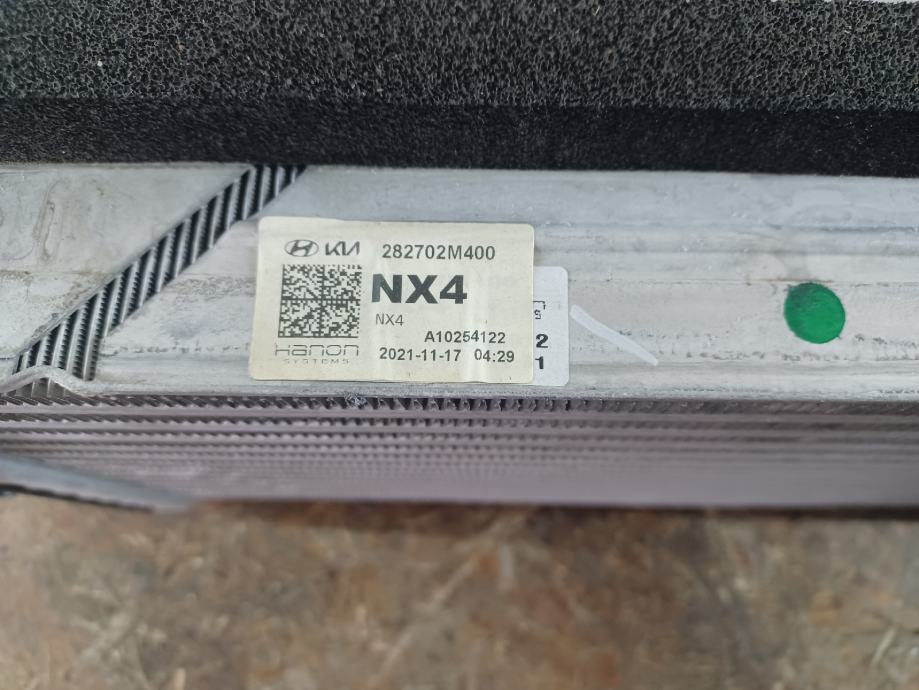 KIA 282702M400
NX4
NX4
A10254122
Hanon
SYSTEMS
2021-11-17 04:29
2
1